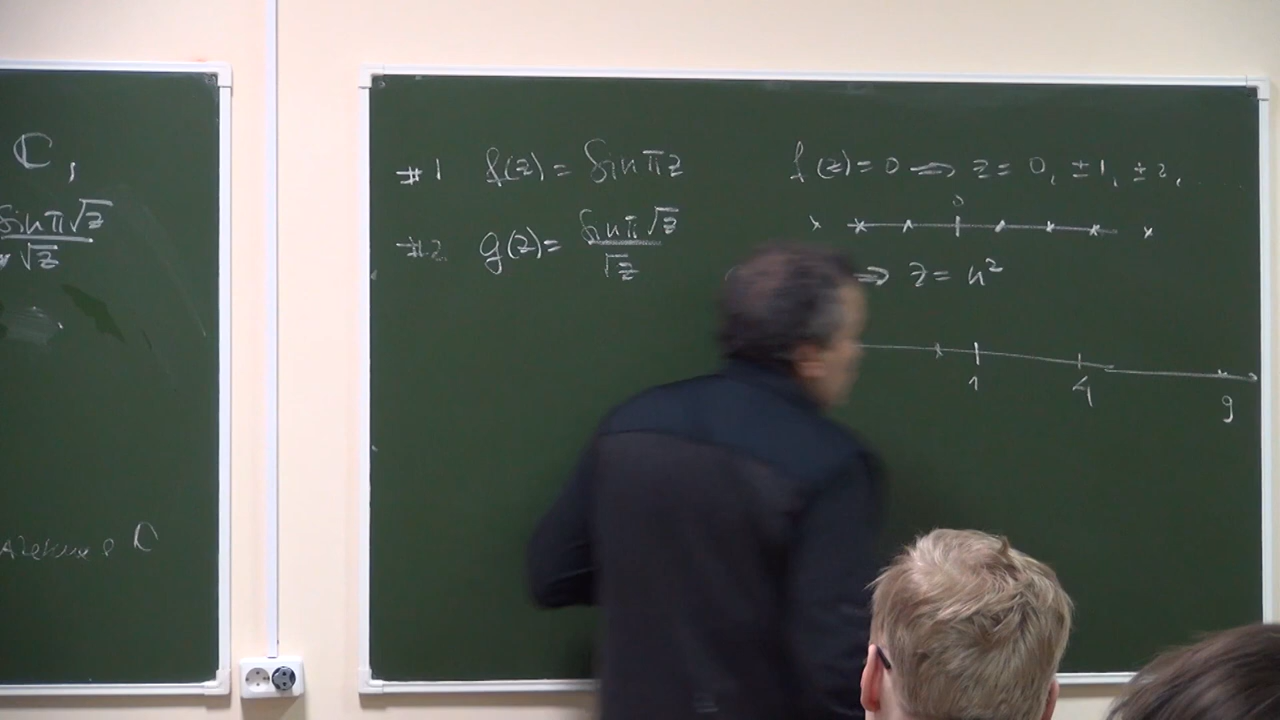 ℂ,
sin π√z / √z
ℂ
#1 f(z) = sin πz
f(z) = 0 ⇒ z = 0, ±1, ±2, ...
0
#2 g(z) = sin π√z / √z
⇒ z = n²
1 4 9